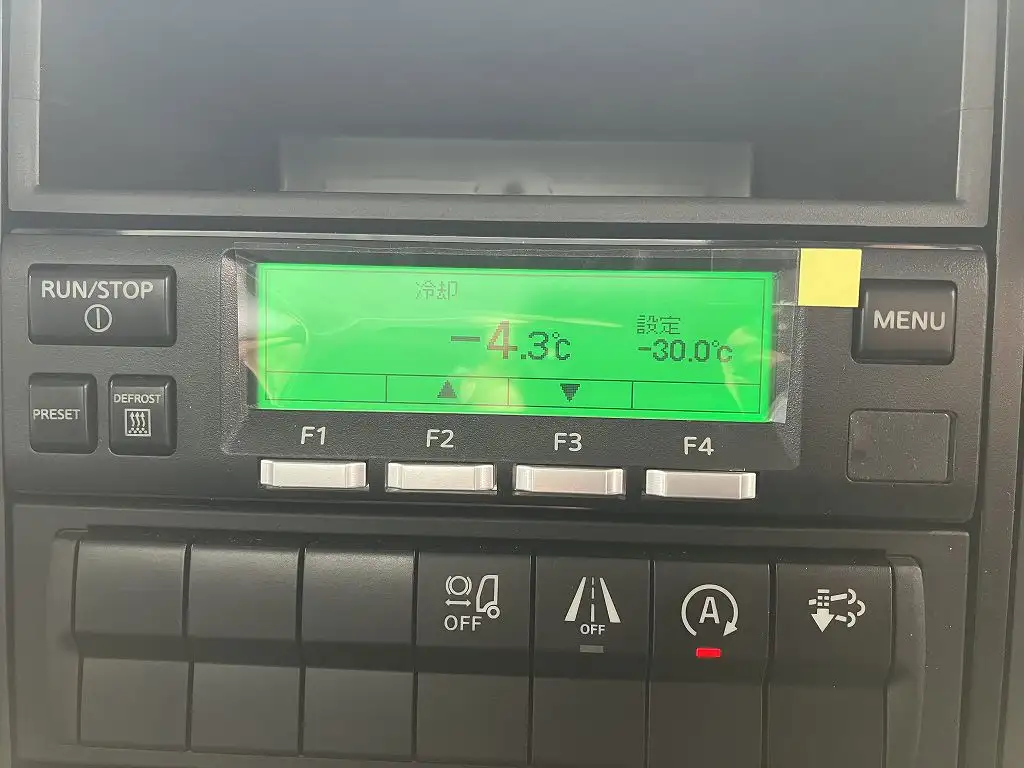 RUN/STOP
冷却
-4.3℃
設定
-30.0℃
MENU
PRESET
DEFROST
▲
▼
F1
F2
F3
F4
OFF
OFF
A